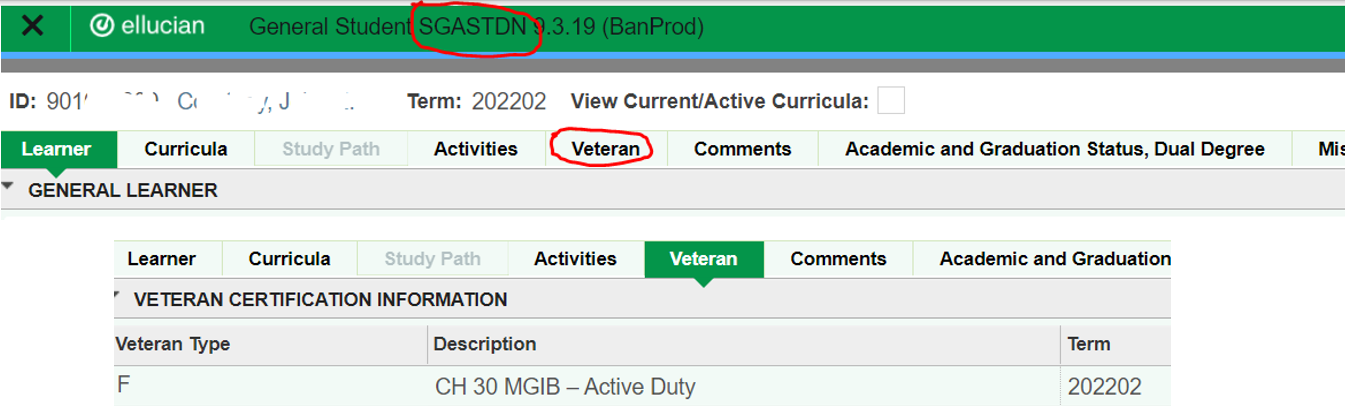 ellucian General Student SGASTDN 9.3.19 (BanProd)
ID: Term: 202202 View Current/Active Curricula:
Learner Curricula Study Path Activities Veteran Comments Academic and Graduation Status, Dual Degree
GENERAL LEARNER
Learner Curricula Study Path Activities Veteran Comments Academic and Graduation
VETERAN CERTIFICATION INFORMATION
Veteran Type Description Term
F CH 30 MGIB – Active Duty 202202